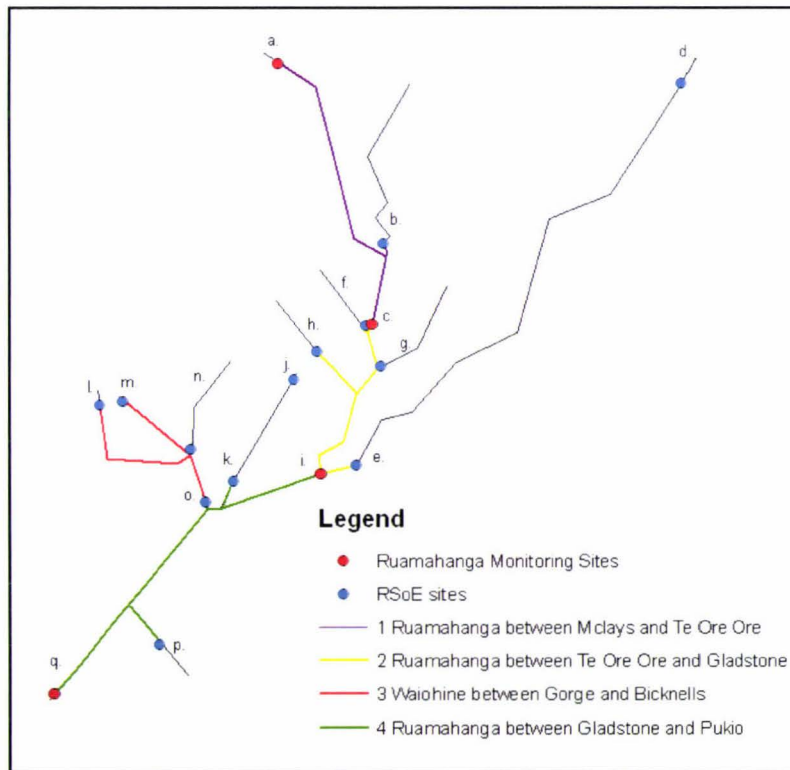 a.
d.
b.
f.
c.
h.
g.
j.
n.
l.
m.
k.
i.
e.
o.
Legend
Ruamahanga Monitoring Sites
RSoE sites
p.
1 Ruamahanga between Mclays and Te Ore Ore
q.
2 Ruamahanga between Te Ore Ore and Gladstone
3 Waiohine between Gorge and Bicknells
4 Ruamahanga between Gladstone and Pukio